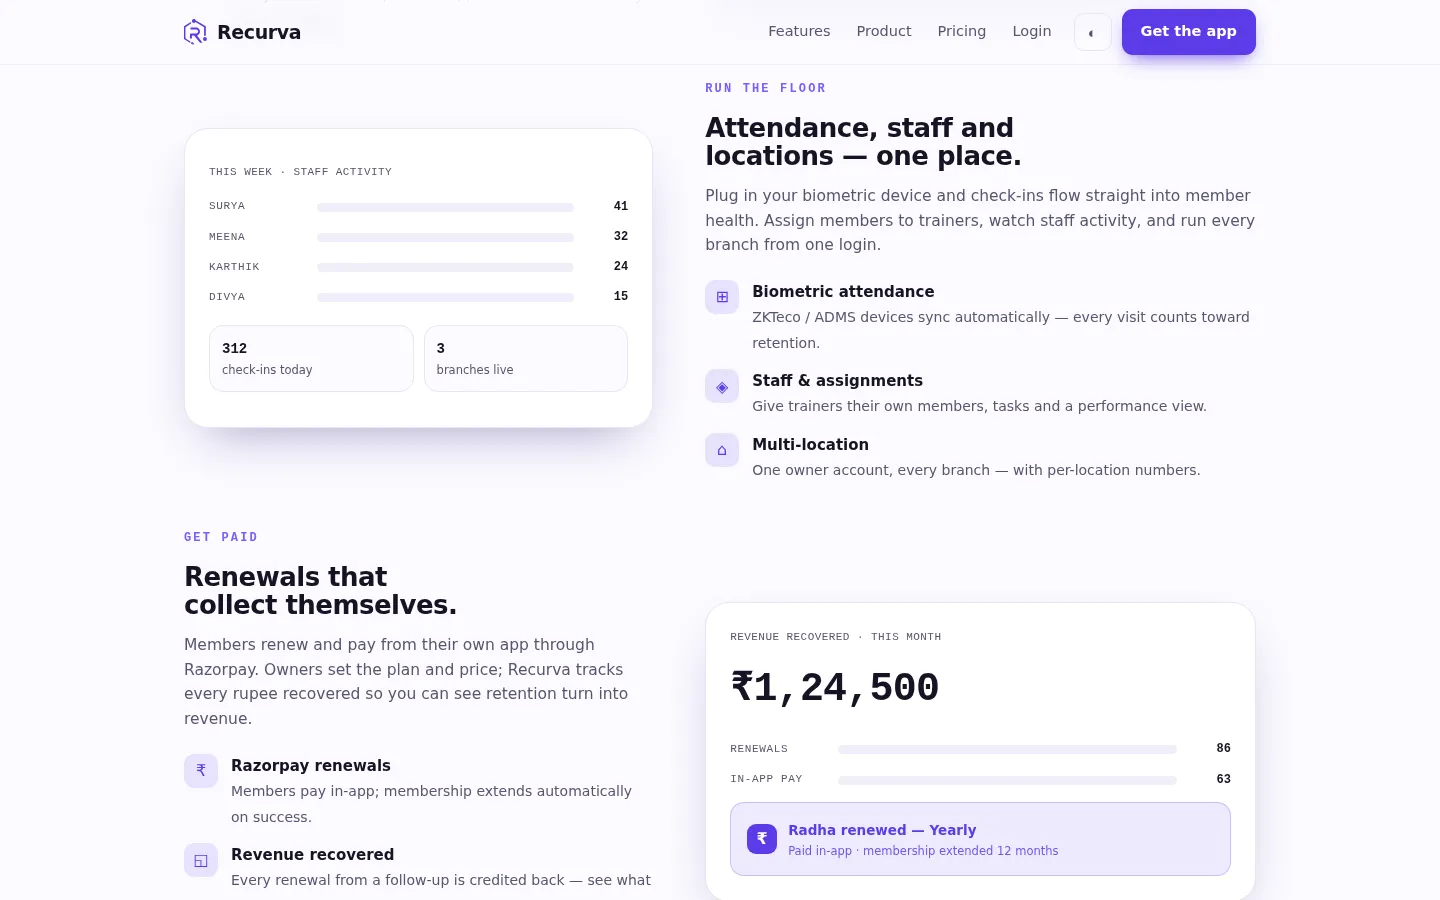 Recurva
Features
Product
Pricing
Login
Get the app
RUN THE FLOOR
Attendance, staff and
locations — one place.
Plug in your biometric device and check-ins flow straight into member
health. Assign members to trainers, watch staff activity, and run every
branch from one login.
Biometric attendance
ZKTeco / ADMS devices sync automatically — every visit counts toward
retention.
Staff & assignments
Give trainers their own members, tasks and a performance view.
Multi-location
One owner account, every branch — with per-location numbers.
THIS WEEK · STAFF ACTIVITY
SURYA 41
MEENA 32
KARTHIK 24
DIVYA 15
312
check-ins today
3
branches live
GET PAID
Renewals that
collect themselves.
Members renew and pay from their own app through
Razorpay. Owners set the plan and price; Recurva tracks
every rupee recovered so you can see retention turn into
revenue.
₹
Razorpay renewals
Members pay in-app; membership extends automatically
on success.
Revenue recovered
Every renewal from a follow-up is credited back — see what
REVENUE RECOVERED · THIS MONTH
₹1,24,500
RENEWALS 86
IN-APP PAY 63
₹
Radha renewed — Yearly
Paid in-app · membership extended 12 months